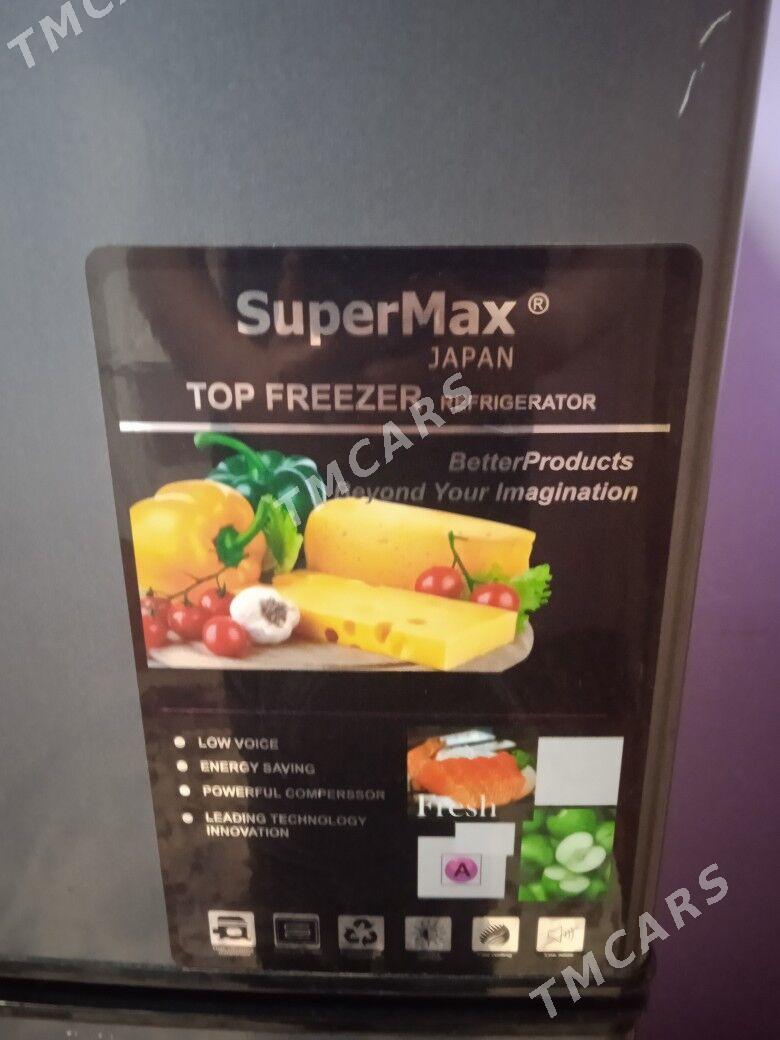 TMCARS
SuperMax ®
JAPAN
TOP FREEZER REFRIGERATOR
TMCARS
BetterProducts
Beyond Your Imagination
LOW VOICE
ENERGY SAVING
POWERFUL COMPERSSOR
LEADING TECHNOLOGY
INNOVATION
Fresh
A
TMCARS